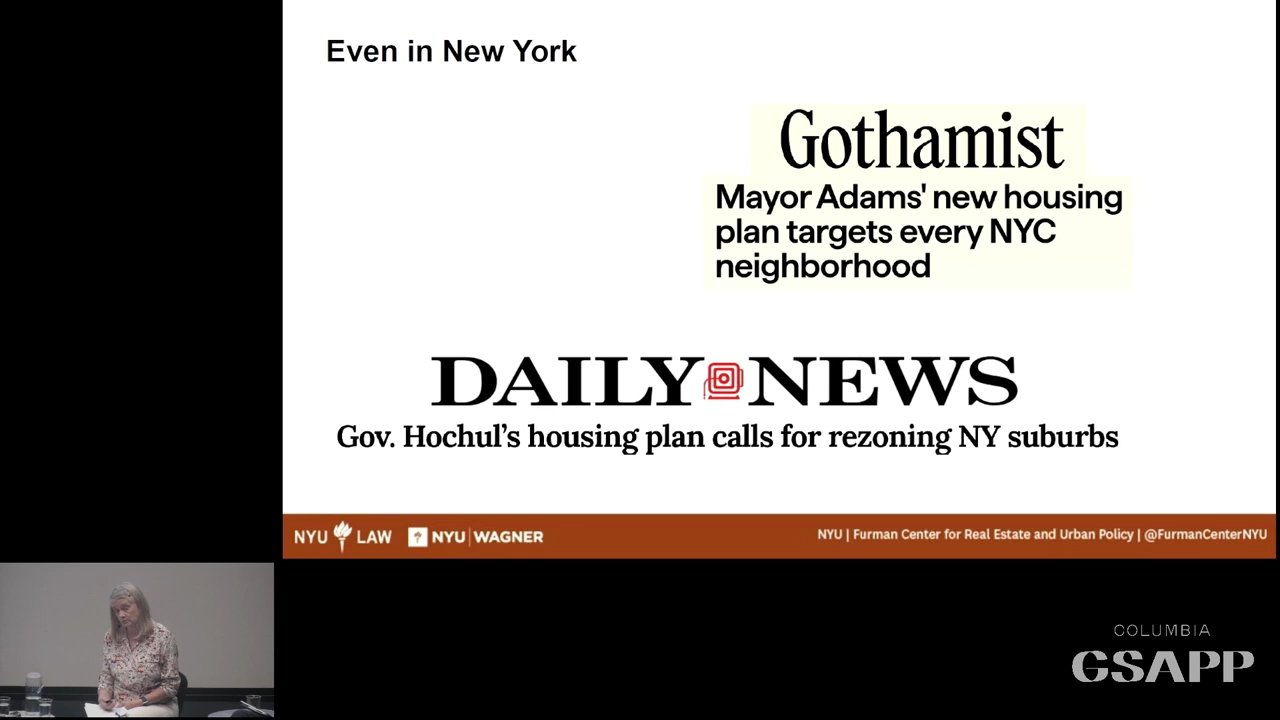 Even in New York
Gothamist
Mayor Adams' new housing
plan targets every NYC
neighborhood
DAILY NEWS
Gov. Hochul’s housing plan calls for rezoning NY suburbs
NYU LAW NYU WAGNER
NYU | Furman Center for Real Estate and Urban Policy | @FurmanCenterNYU
COLUMBIA
GSAPP